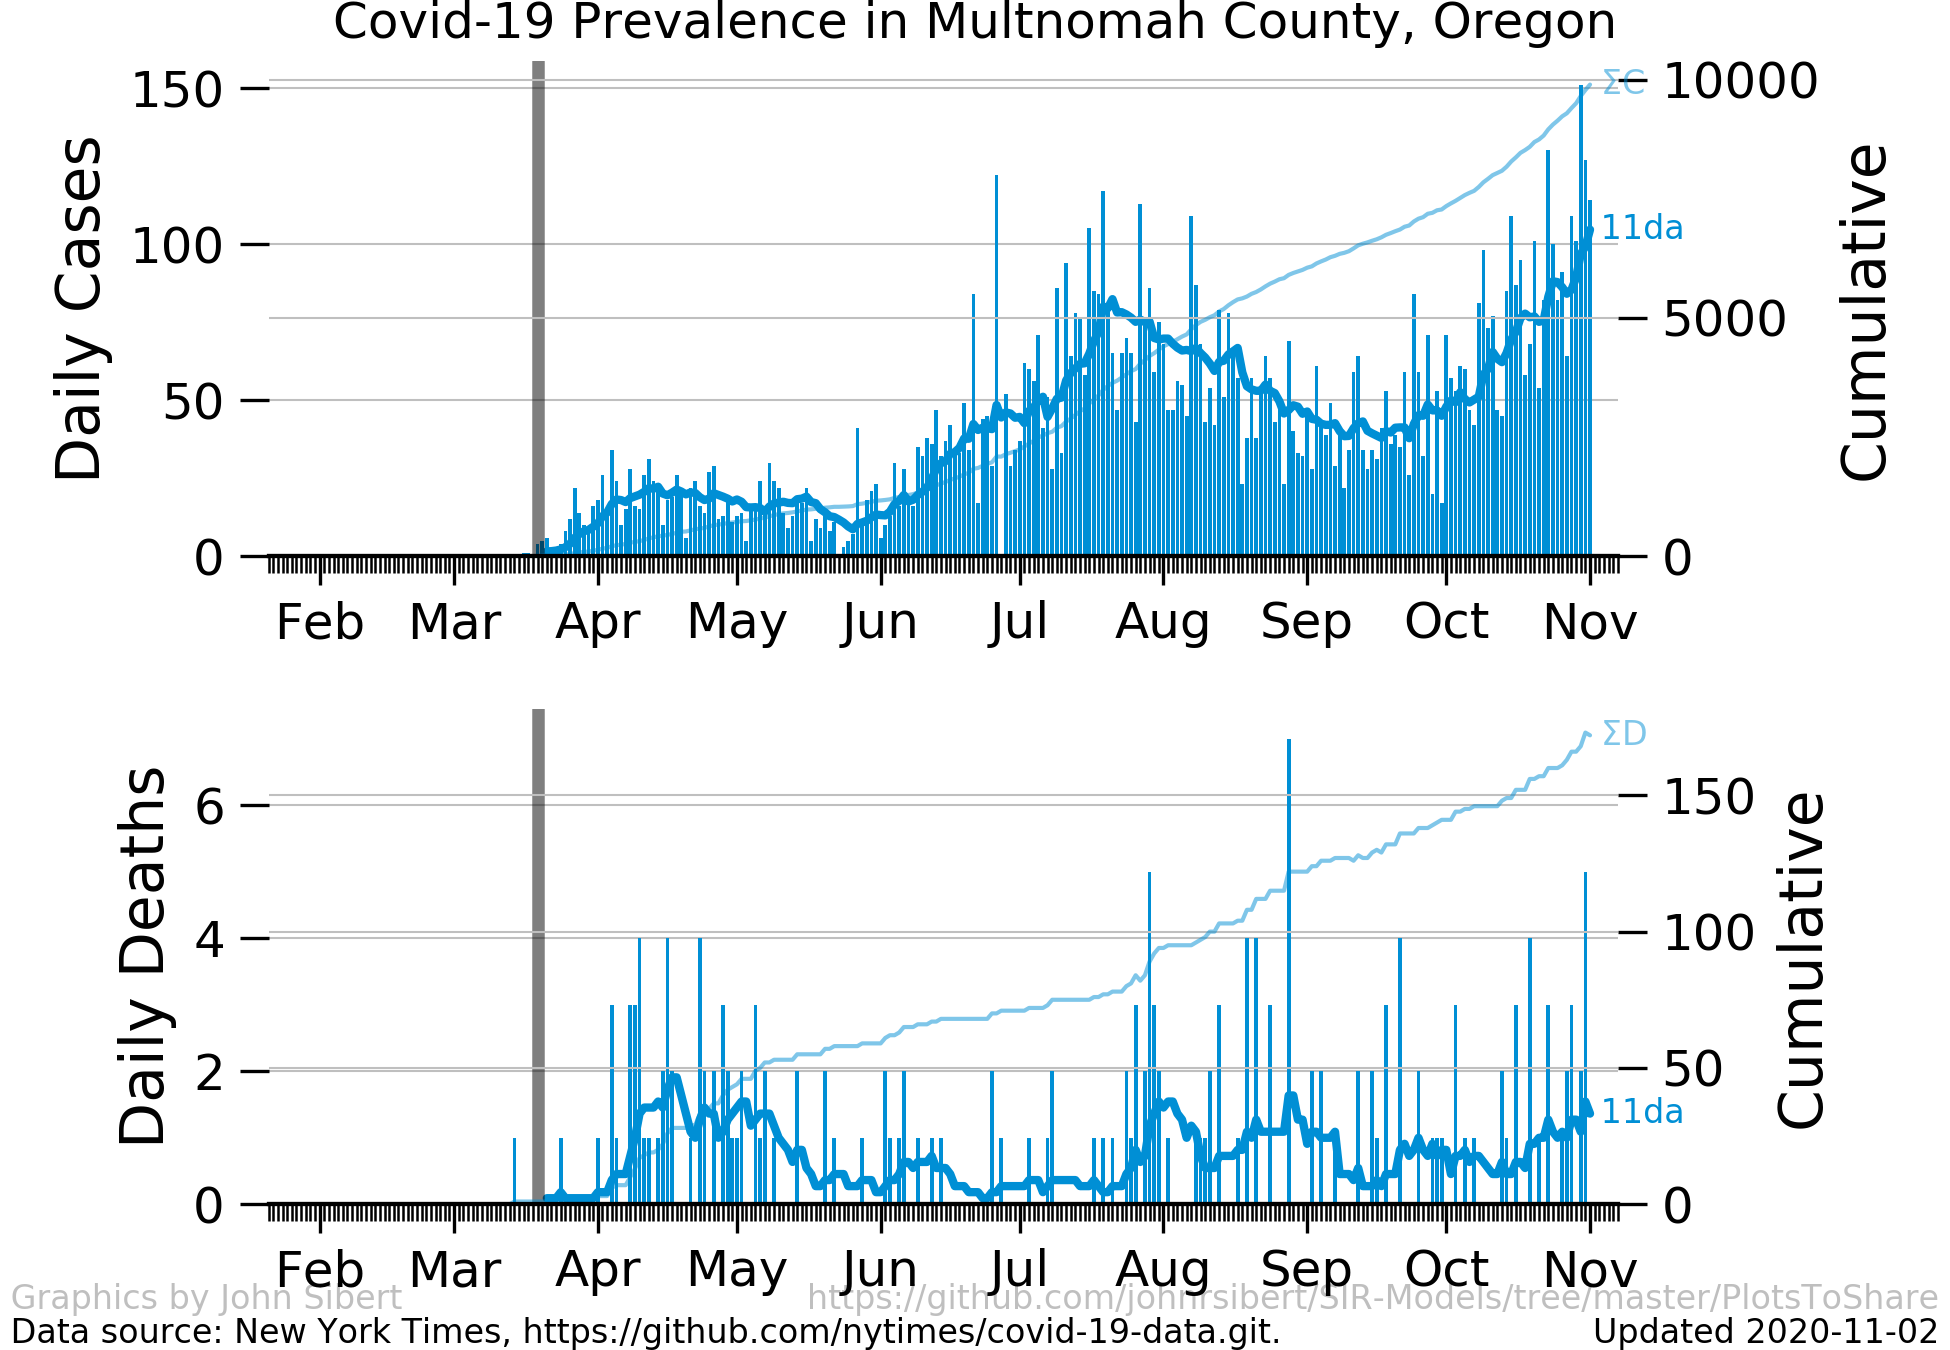 Covid-19 Prevalence in Multnomah County, Oregon
150
100
50
0
Daily Cases
ΣC
11da
10000
5000
0
Cumulative
Feb Mar Apr May Jun Jul Aug Sep Oct Nov
6
4
2
0
Daily Deaths
ΣD
11da
150
100
50
0
Cumulative
Feb Mar Apr May Jun Jul Aug Sep Oct Nov
Graphics by John Sibert https://github.com/johnrsibert/SIR-Models/tree/master/PlotsToShare
Data source: New York Times, https://github.com/nytimes/covid-19-data.git. Updated 2020-11-02